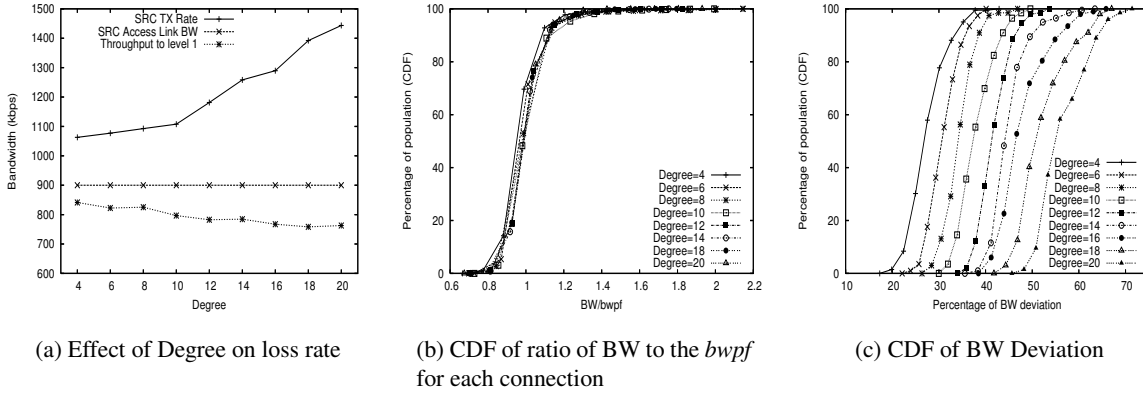 1500
1400
1300
1200
1100
1000
900
800
700
600
Bandwidth (kbps)
SRC TX Rate
SRC Access Link BW
Throughput to level 1
4 6 8 10 12 14 16 18 20
Degree
100
80
60
40
20
0
Percentage of population (CDF)
Degree=4
Degree=6
Degree=8
Degree=10
Degree=12
Degree=14
Degree=18
Degree=20
0.6 0.8 1 1.2 1.4 1.6 1.8 2 2.2
BW/bwpf
100
80
60
40
20
0
Percentage of population (CDF)
Degree=4
Degree=6
Degree=8
Degree=10
Degree=12
Degree=14
Degree=16
Degree=18
Degree=20
10 20 30 40 50 60 70
Percentage of BW deviation
(a) Effect of Degree on loss rate
(b) CDF of ratio of BW to the bwpf
for each connection
(c) CDF of BW Deviation